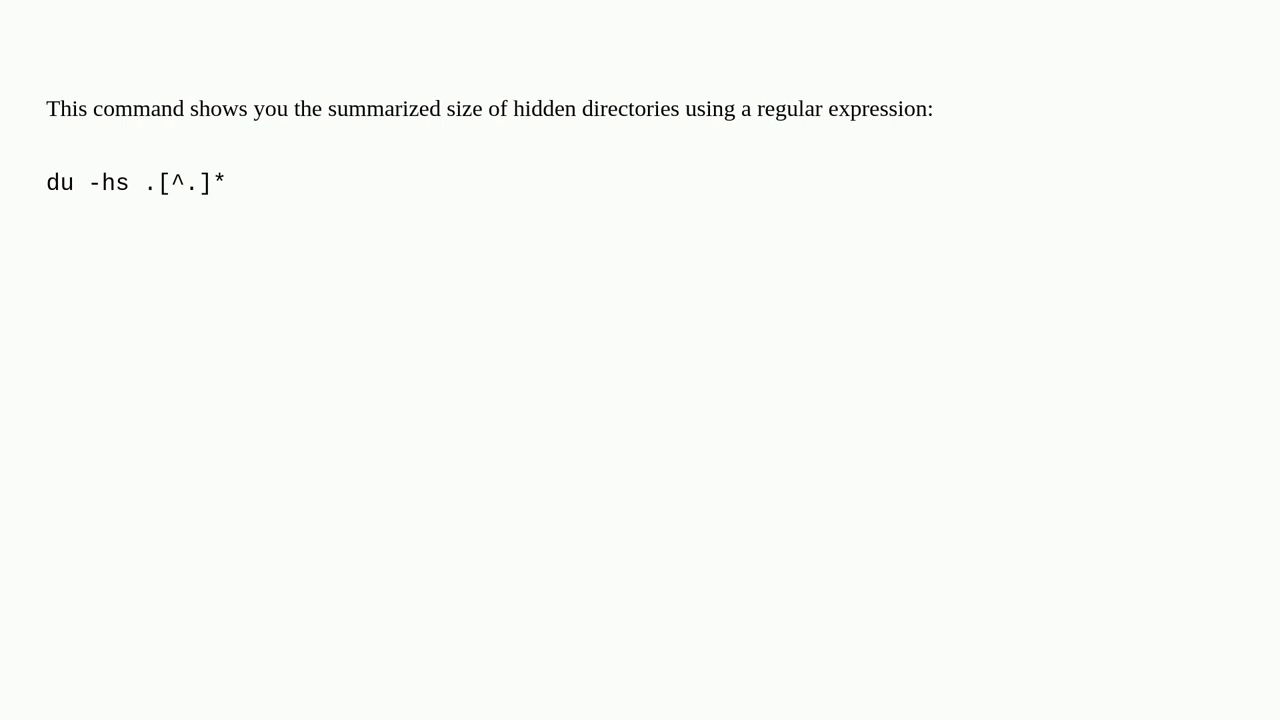 This command shows you the summarized size of hidden directories using a regular expression:
du -hs .[^.]*